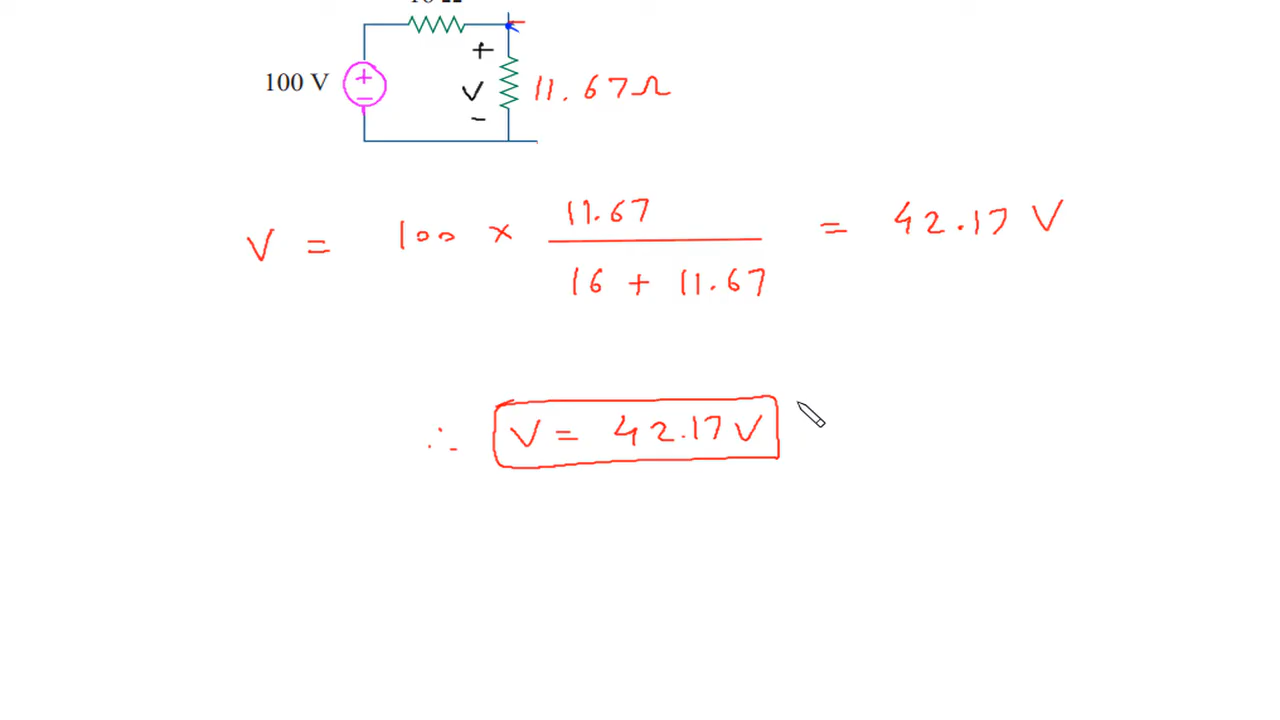 100 V
+
V
-
11.67Ω
V = 100 × 11.67 / 16 + 11.67 = 42.17 V
∴ V = 42.17 V